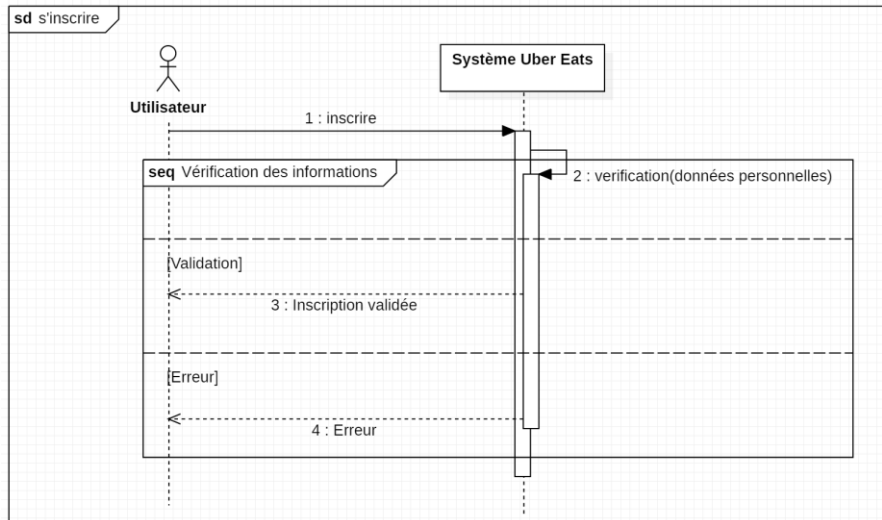 sd s'inscrire
Système Uber Eats
Utilisateur
1 : inscrire
seq Vérification des informations
2 : verification(données personnelles)
[Validation]
3 : Inscription validée
[Erreur]
4 : Erreur